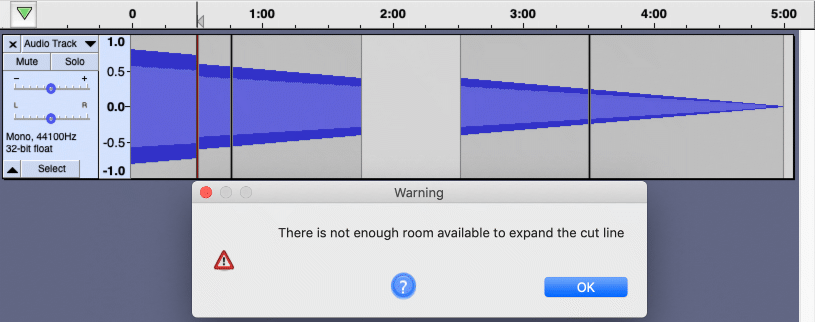 0 1:00 2:00 3:00 4:00 5:00
× Audio Track
Mute Solo
- +
L R
Mono, 44100Hz
32-bit float
Select
1.0
0.5
0.0
-0.5
-1.0
Warning
There is not enough room available to expand the cut line
?
OK